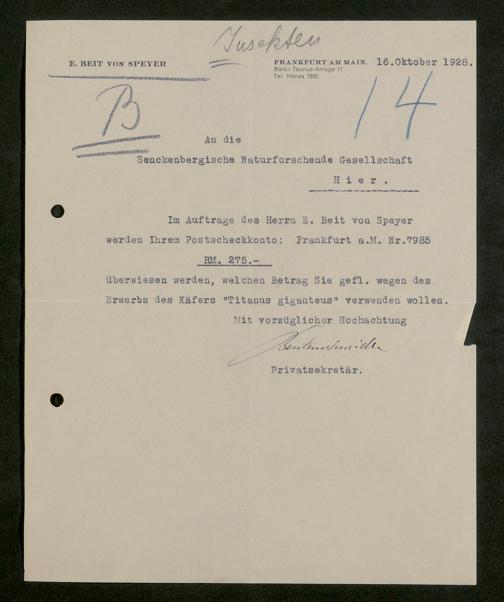 Insekten
E. BEIT VON SPEYER
FRANKFURT AM MAIN, 16.Oktober 1928.
Büro: Taunus-Anlage 11
Tel. Hansa
B
14
An die
Senckenbergische Naturforschende Gesellschaft
Hier.
Im Auftrage des Herrn E. Beit von Speyer
werden Ihrem Postscheckkonto: Frankfurt a.M. Nr.7985
RM. 275.-
überwiesen werden, welchen Betrag Sie gefl. wegen des
Erwerbs des Käfers "Titanus giganteus" verwenden wollen.
Mit vorzüglicher Hochachtung
Privatsekretär.